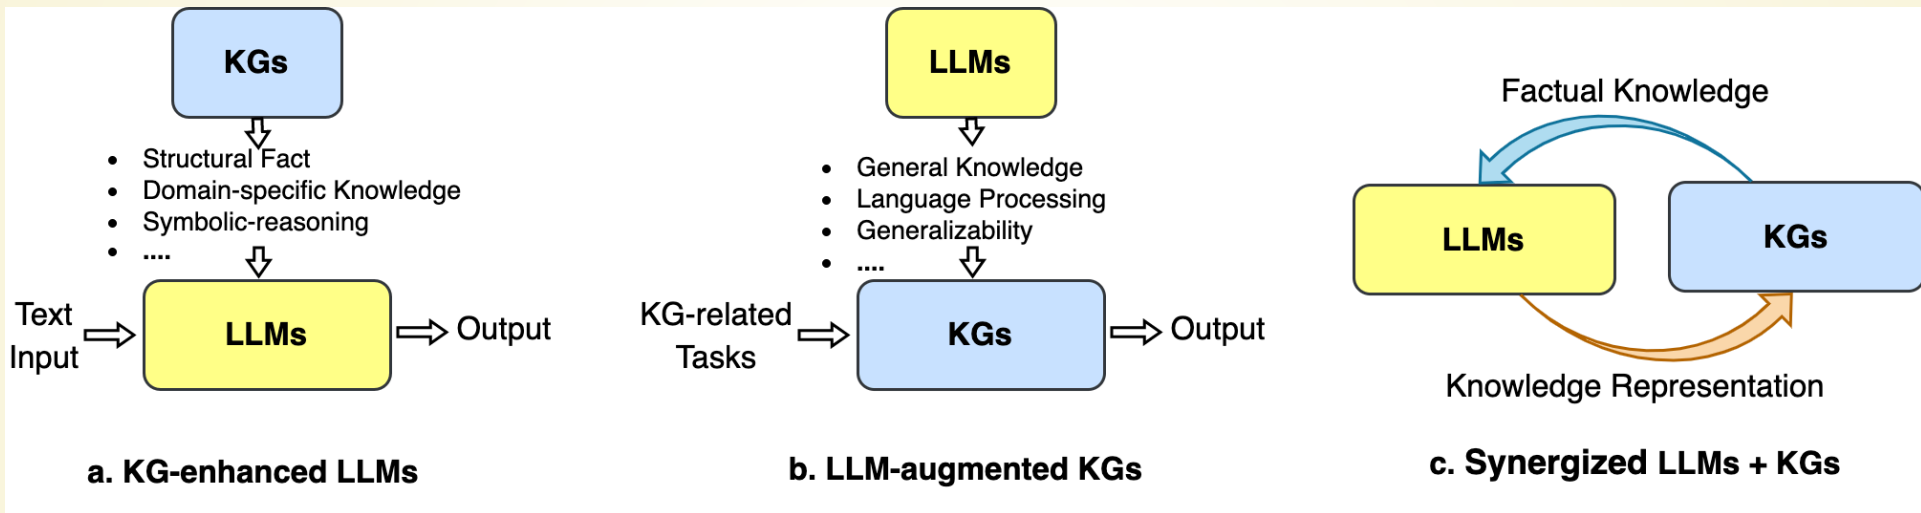 KGs
• Structural Fact
• Domain-specific Knowledge
• Symbolic-reasoning
• ....
Text
Input
LLMs
Output
a. KG-enhanced LLMs
LLMs
• General Knowledge
• Language Processing
• Generalizability
• ....
KG-related
Tasks
KGs
Output
b. LLM-augmented KGs
Factual Knowledge
LLMs
KGs
Knowledge Representation
c. Synergized LLMs + KGs